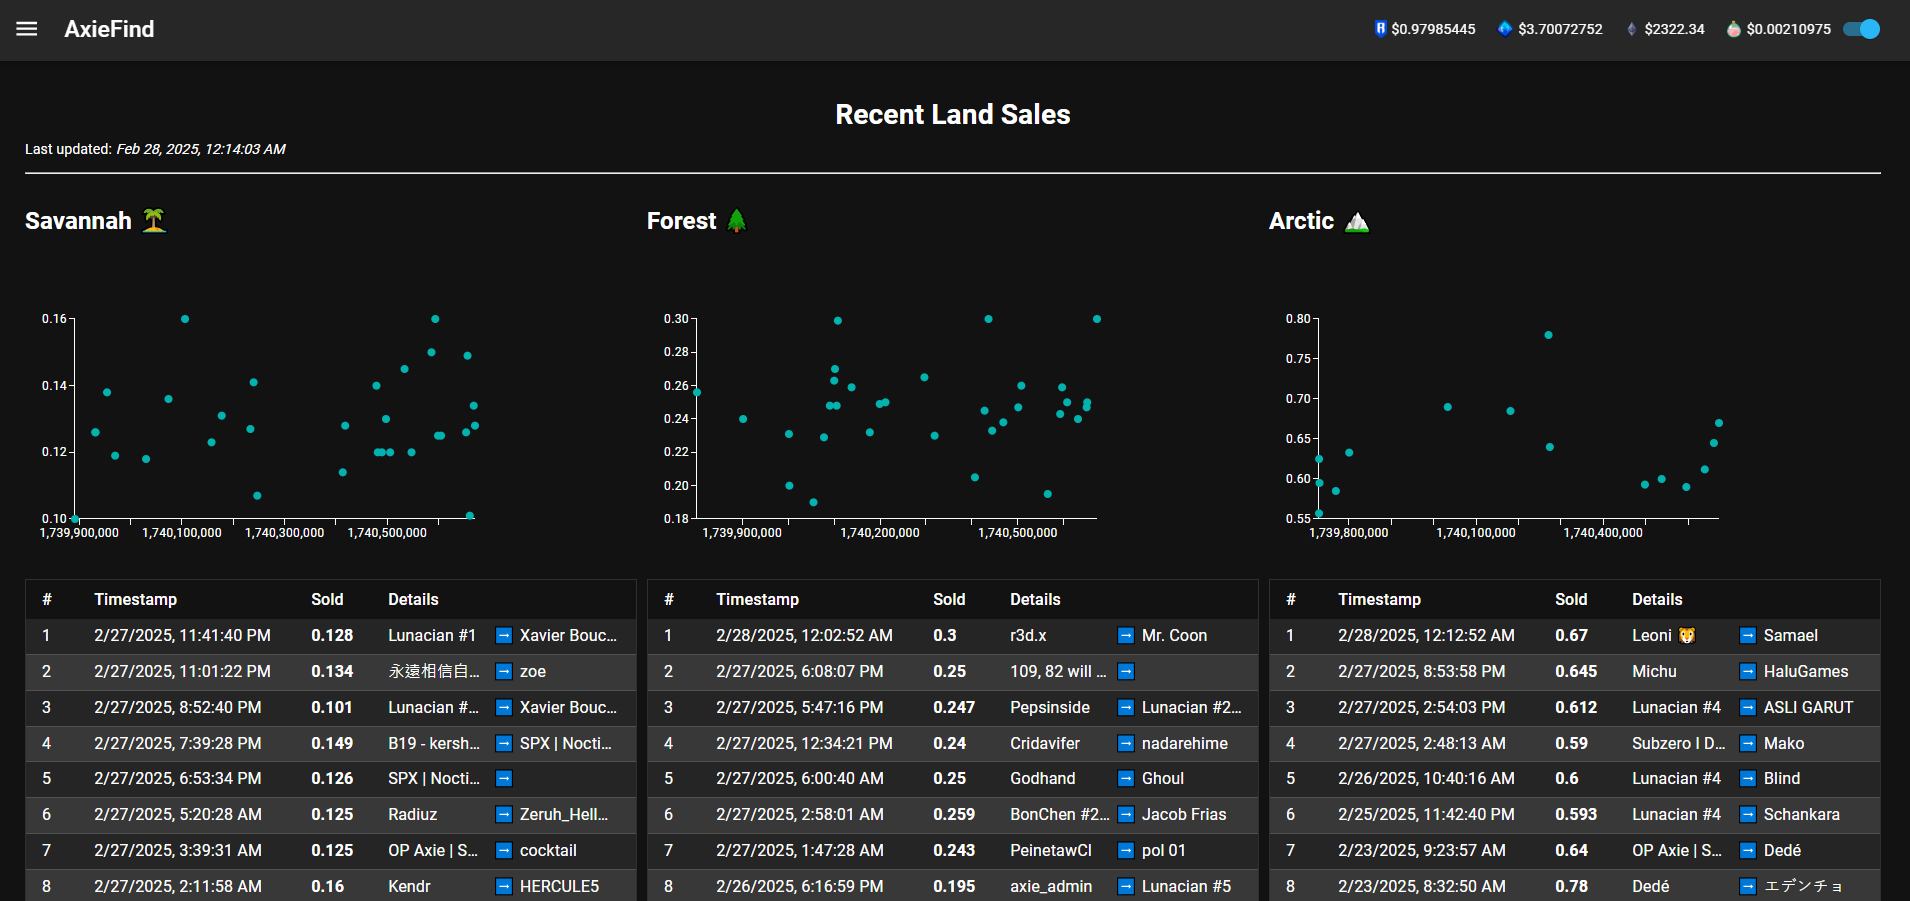 AxieFind
$0.97985445 $3.70072752 $2322.34 $0.00210975
Recent Land Sales
Last updated: Feb 28, 2025, 12:14:03 AM
Savannah
0.16
0.14
0.12
0.10
1,739,900,000 1,740,100,000 1,740,300,000 1,740,500,000
# Timestamp Sold Details
1 2/27/2025, 11:41:40 PM 0.128 Lunacian #1 Xavier Bouc...
2 2/27/2025, 11:01:22 PM 0.134 永遠相信自... zoe
3 2/27/2025, 8:52:40 PM 0.101 Lunacian #... Xavier Bouc...
4 2/27/2025, 7:39:28 PM 0.149 B19 - kersh... SPX | Nocti...
5 2/27/2025, 6:53:34 PM 0.126 SPX | Nocti...
6 2/27/2025, 5:20:28 AM 0.125 Radiuz Zeruh_Hell...
7 2/27/2025, 3:39:31 AM 0.125 OP Axie | S... cocktail
8 2/27/2025, 2:11:58 AM 0.16 Kendr HERCULE5
Forest
0.30
0.28
0.26
0.24
0.22
0.20
0.18
1,739,900,000 1,740,200,000 1,740,500,000
# Timestamp Sold Details
1 2/28/2025, 12:02:52 AM 0.3 r3d.x Mr. Coon
2 2/27/2025, 6:08:07 PM 0.25 109, 82 will ...
3 2/27/2025, 5:47:16 PM 0.247 Pepsinside Lunacian #2...
4 2/27/2025, 12:34:21 PM 0.24 Cridavifer nadarehime
5 2/27/2025, 6:00:40 AM 0.25 Godhand Ghoul
6 2/27/2025, 2:58:01 AM 0.259 BonChen #2... Jacob Frias
7 2/27/2025, 1:47:28 AM 0.243 PeinetawCl pol 01
8 2/26/2025, 6:16:59 PM 0.195 axie_admin Lunacian #5
Arctic
0.80
0.75
0.70
0.65
0.60
0.55
1,739,800,000 1,740,100,000 1,740,400,000
# Timestamp Sold Details
1 2/28/2025, 12:12:52 AM 0.67 Leoni 🐯 Samael
2 2/27/2025, 8:53:58 PM 0.645 Michu HaluGames
3 2/27/2025, 2:54:03 PM 0.612 Lunacian #4 ASLI GARUT
4 2/27/2025, 2:48:13 AM 0.59 Subzero I D... Mako
5 2/26/2025, 10:40:16 AM 0.6 Lunacian #4 Blind
6 2/25/2025, 11:42:40 PM 0.593 Lunacian #4 Schankara
7 2/23/2025, 9:23:57 AM 0.64 OP Axie | S... Dedé
8 2/23/2025, 8:32:50 AM 0.78 Dedé エデンチョ